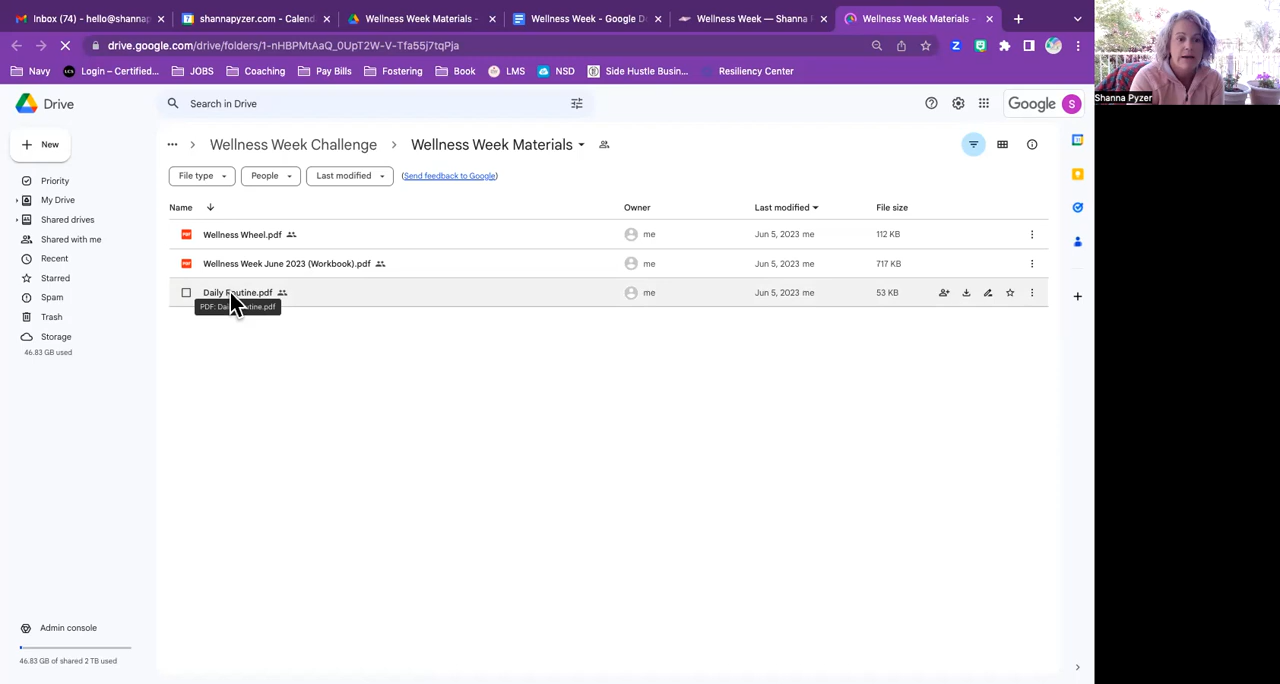 Inbox (74) - hello@shannap
shannapyzer.com - Calend
Wellness Week Materials -
Wellness Week - Google D
Wellness Week — Shanna
Wellness Week Materials -
drive.google.com/drive/folders/1-nHBPMtAaQ_0UpT2W-V-Tfa55j7tqPja
Navy
Login – Certified...
JOBS
Coaching
Pay Bills
Fostering
Book
LMS
NSD
Side Hustle Busin...
Resiliency Center
Shanna Pyzer
Drive
Search in Drive
Google
S
New
Wellness Week Challenge
Wellness Week Materials
File type
People
Last modified
(Send feedback to Google)
Priority
My Drive
Shared drives
Shared with me
Recent
Starred
Spam
Trash
Storage
46.83 GB used
Name
Owner
Last modified
File size
Wellness Wheel.pdf
me
Jun 5, 2023 me
112 KB
Wellness Week June 2023 (Workbook).pdf
me
Jun 5, 2023 me
717 KB
Daily Routine.pdf
me
Jun 5, 2023 me
53 KB
PDF: Daily Routine.pdf
Admin console
46.83 GB of shared 2 TB used